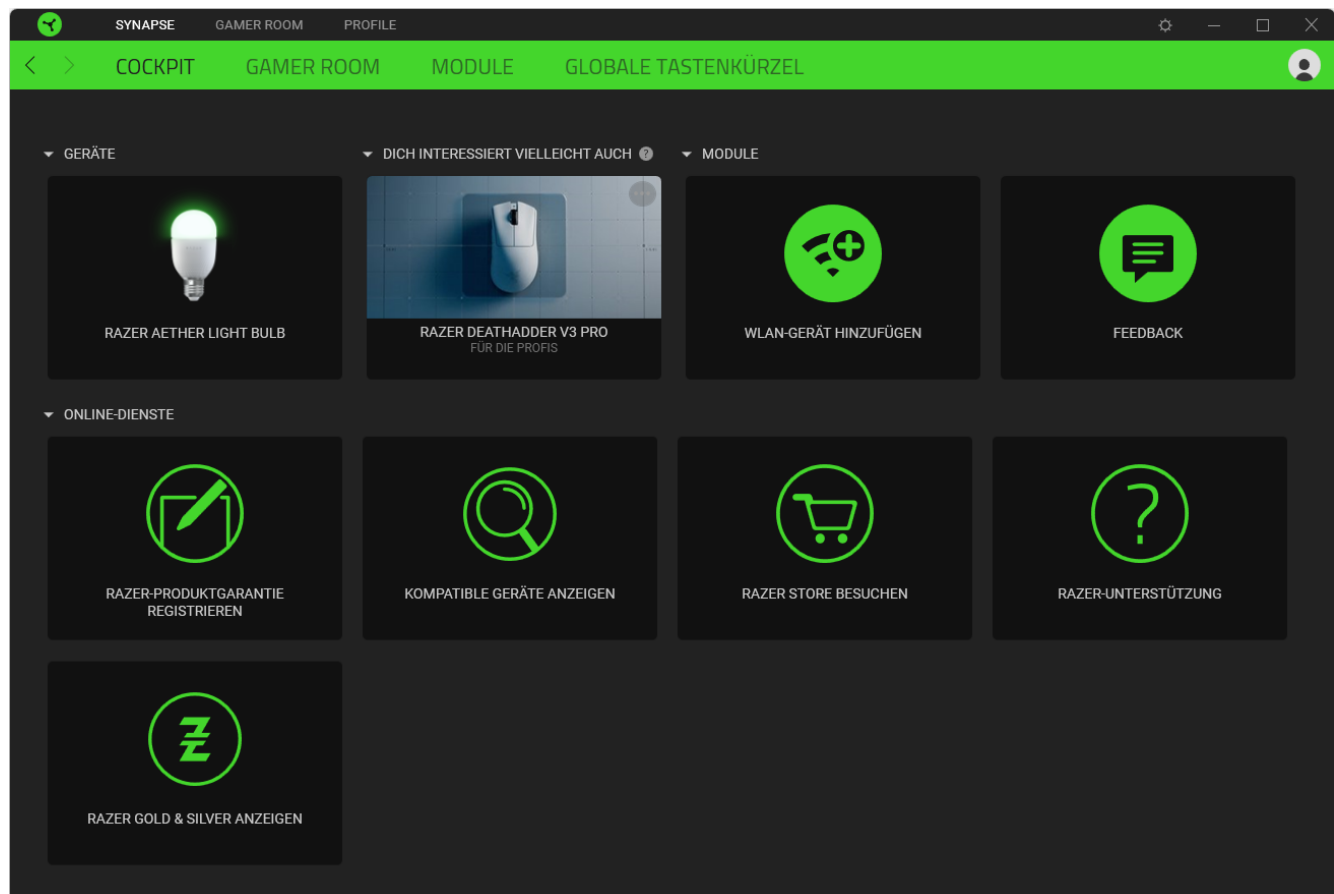 SYNAPSE GAMER ROOM PROFILE
COCKPIT GAMER ROOM MODULE GLOBALE TASTENKÜRZEL
GERÄTE
DICH INTERESSIERT VIELLEICHT AUCH ?
MODULE
RAZER AETHER LIGHT BULB
RAZER DEATHADDER V3 PRO
FÜR DIE PROFIS
WLAN-GERÄT HINZUFÜGEN
FEEDBACK
ONLINE-DIENSTE
RAZER-PRODUKTGARANTIE
REGISTRIEREN
KOMPATIBLE GERÄTE ANZEIGEN
RAZER STORE BESUCHEN
RAZER-UNTERSTÜTZUNG
RAZER GOLD & SILVER ANZEIGEN